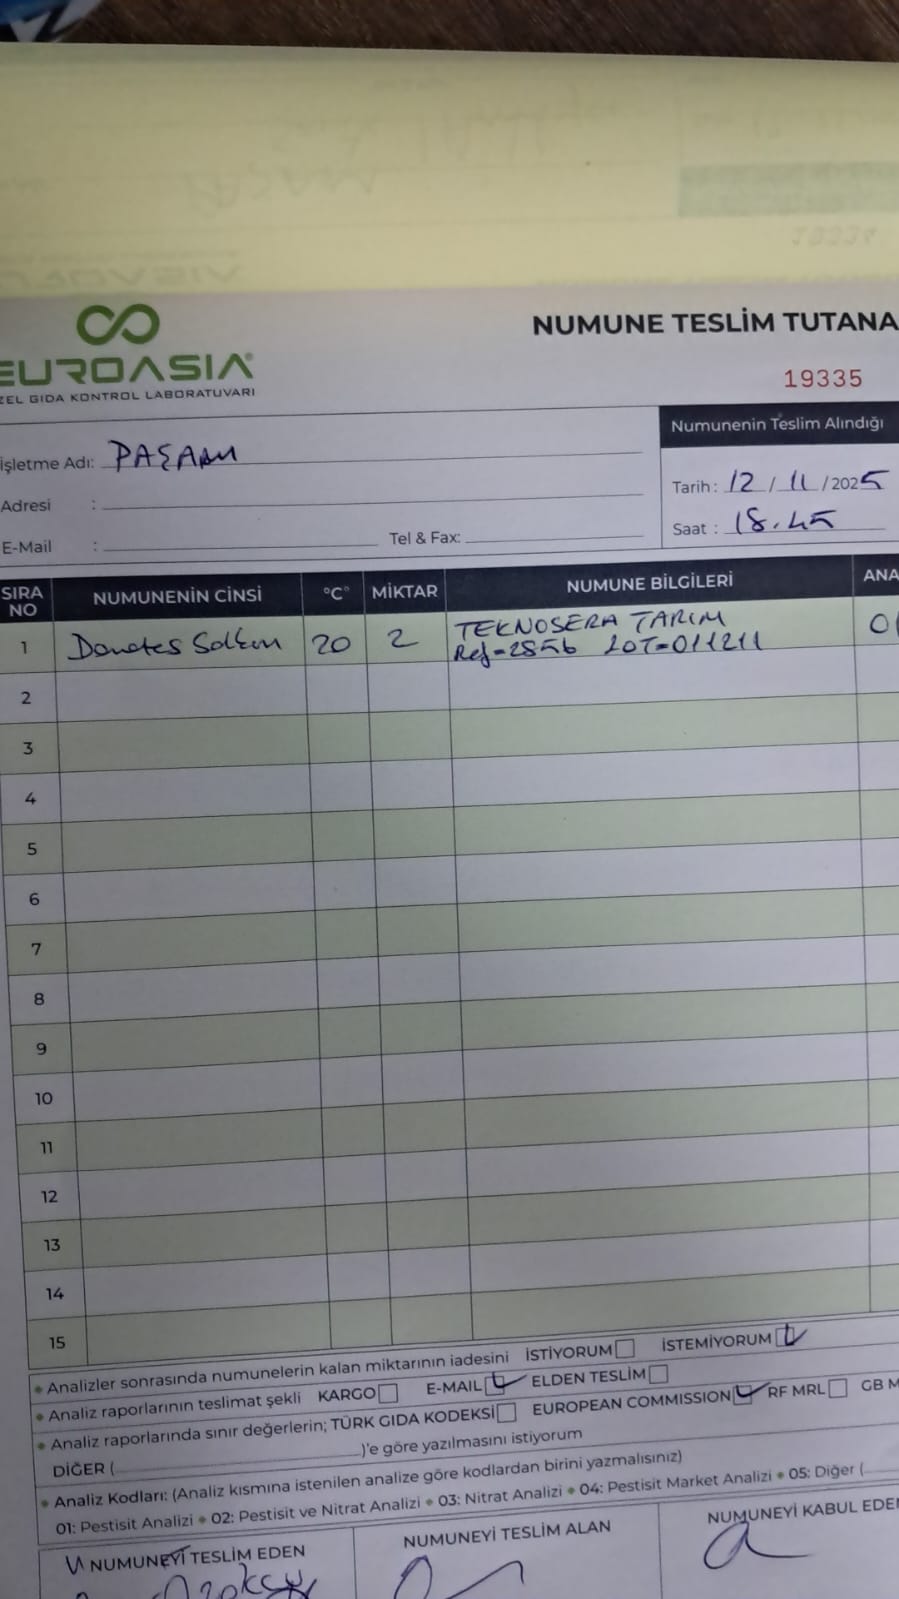 EUROASIA
ZEL GIDA KONTROL LABORATUVARI
NUMUNE TESLİM TUTANA
19335
İşletme Adı: PAŞAM
Adresi :
E-Mail : Tel & Fax:
Numunenin Teslim Alındığı
Tarih: 12 / 11 / 2025
Saat : 18.45
SIRA NO NUMUNENİN CİNSİ °C MİKTAR NUMUNE BİLGİLERİ ANA
1 Domates Salkım 20 2 TEKNOSERA TARIM 01
Ref=2856 LOT=011211
2
3
4
5
6
7
8
9
10
11
12
13
14
15
• Analizler sonrasında numunelerin kalan miktarının iadesini İSTİYORUM İSTEMİYORUM
• Analiz raporlarının teslimat şekli KARGO E-MAIL ELDEN TESLİM
• Analiz raporlarında sınır değerlerin; TÜRK GIDA KODEKSİ EUROPEAN COMMISSION RF MRL GB M
DİĞER ( )'e göre yazılmasını istiyorum
• Analiz Kodları: (Analiz kısmına istenilen analize göre kodlardan birini yazmalısınız)
01: Pestisit Analizi • 02: Pestisit ve Nitrat Analizi • 03: Nitrat Analizi • 04: Pestisit Market Analizi • 05: Diğer (
NUMUNEYİ TESLİM EDEN NUMUNEYİ TESLİM ALAN NUMUNEYİ KABUL EDEN